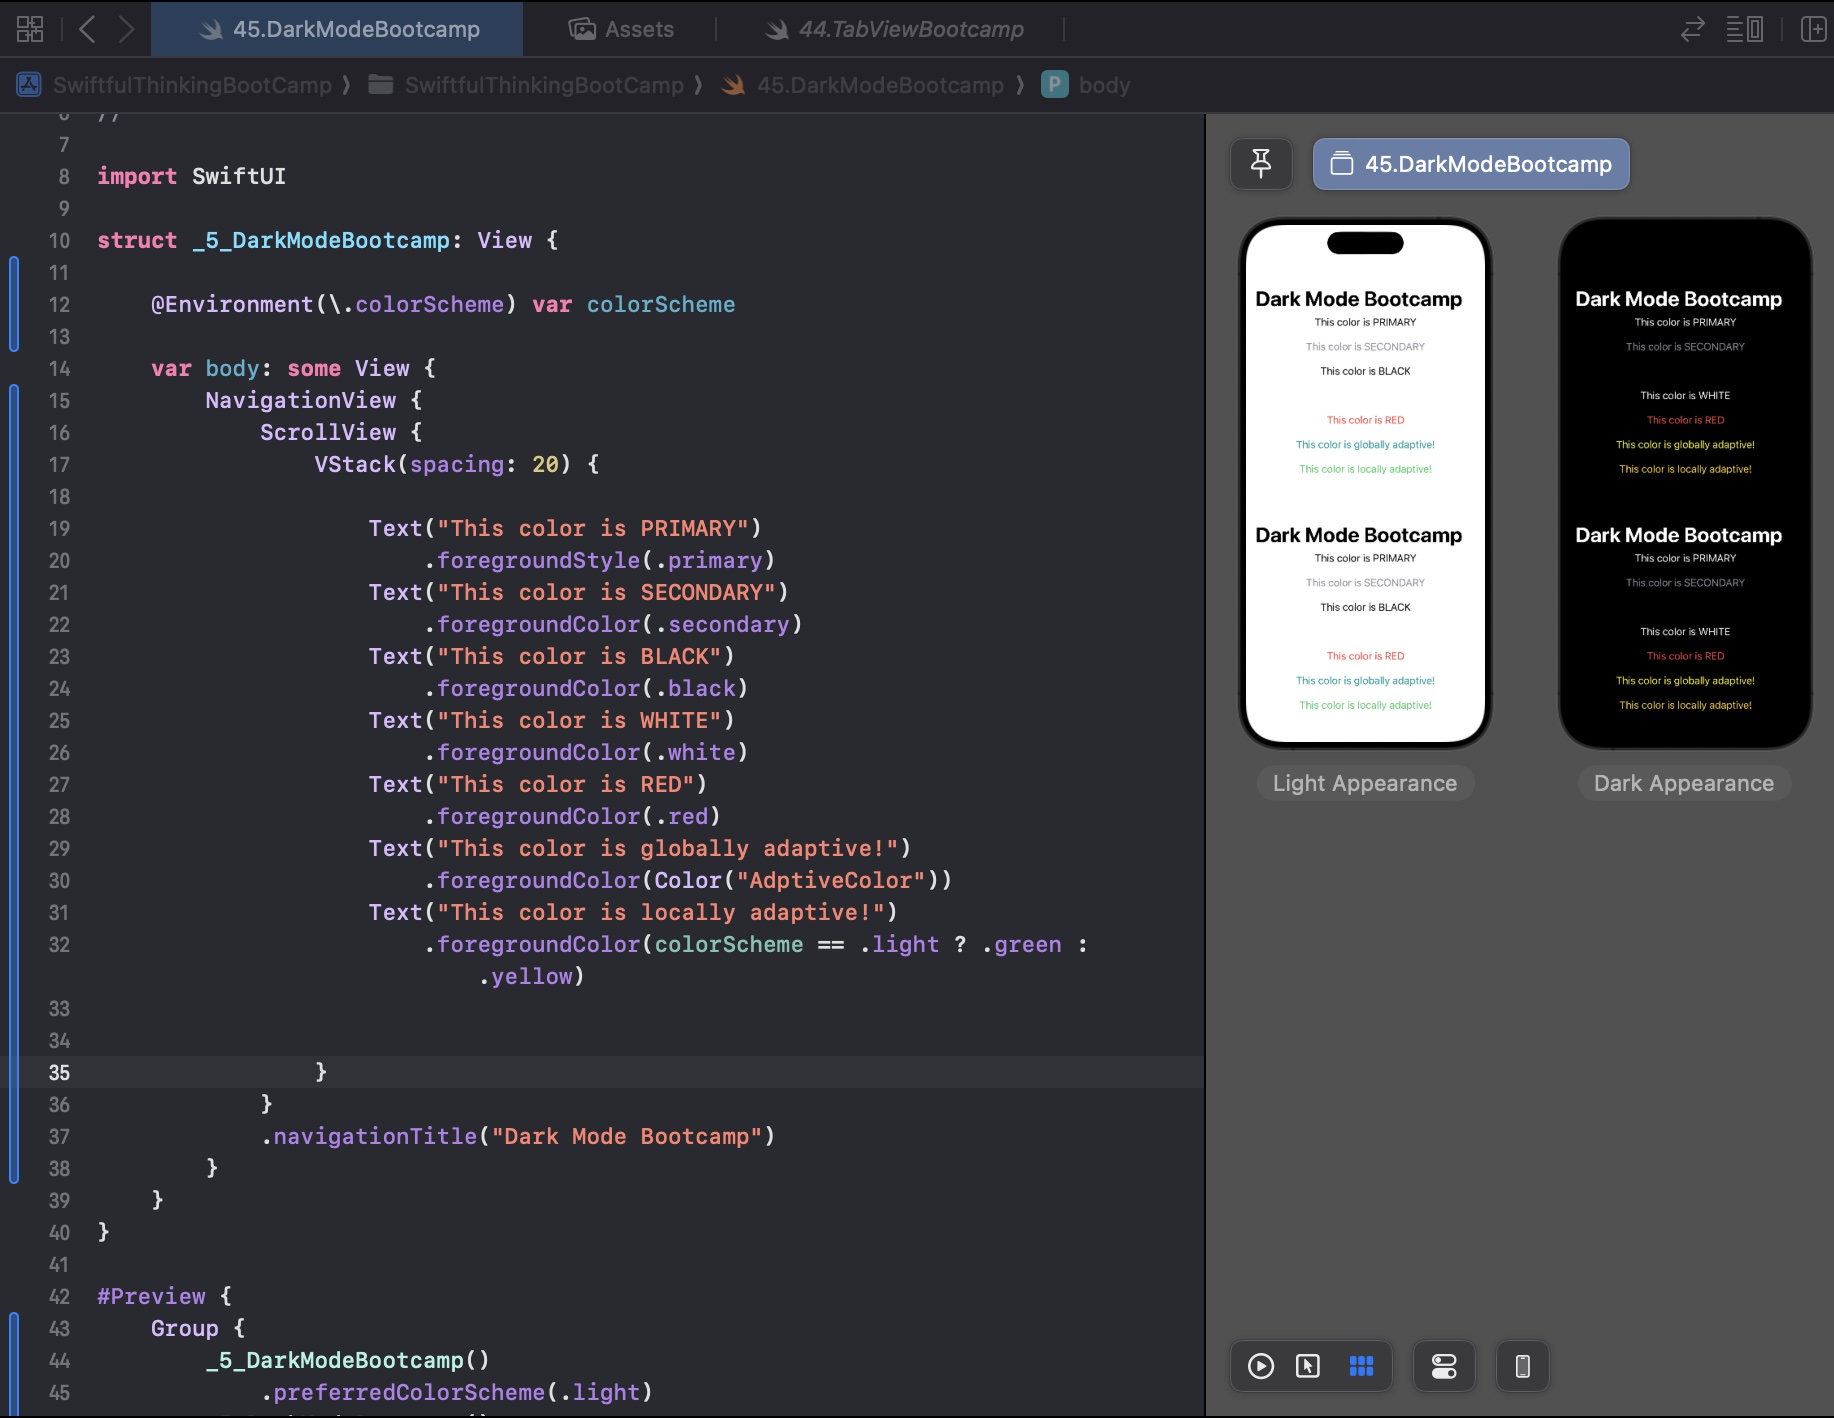 45.DarkModeBootcamp
Assets
44.TabViewBootcamp
SwiftfulThinkingBootCamp ⟩ SwiftfulThinkingBootCamp ⟩ 45.DarkModeBootcamp ⟩ P body
//
7
8 import SwiftUI
9
10 struct _5_DarkModeBootcamp: View {
11
12 @Environment(\.colorScheme) var colorScheme
13
14 var body: some View {
15 NavigationView {
16 ScrollView {
17 VStack(spacing: 20) {
18
19 Text("This color is PRIMARY")
20 .foregroundStyle(.primary)
21 Text("This color is SECONDARY")
22 .foregroundColor(.secondary)
23 Text("This color is BLACK")
24 .foregroundColor(.black)
25 Text("This color is WHITE")
26 .foregroundColor(.white)
27 Text("This color is RED")
28 .foregroundColor(.red)
29 Text("This color is globally adaptive!")
30 .foregroundColor(Color("AdptiveColor"))
31 Text("This color is locally adaptive!")
32 .foregroundColor(colorScheme == .light ? .green :
.yellow)
33
34
35 }
36 }
37 .navigationTitle("Dark Mode Bootcamp")
38 }
39 }
40 }
41
42 #Preview {
43 Group {
44 _5_DarkModeBootcamp()
45 .preferredColorScheme(.light)
45.DarkModeBootcamp
Dark Mode Bootcamp
This color is PRIMARY
This color is SECONDARY
This color is BLACK
This color is RED
This color is globally adaptive!
This color is locally adaptive!
Dark Mode Bootcamp
This color is PRIMARY
This color is SECONDARY
This color is BLACK
This color is RED
This color is globally adaptive!
This color is locally adaptive!
Light Appearance
Dark Mode Bootcamp
This color is PRIMARY
This color is SECONDARY
This color is WHITE
This color is RED
This color is globally adaptive!
This color is locally adaptive!
Dark Mode Bootcamp
This color is PRIMARY
This color is SECONDARY
This color is WHITE
This color is RED
This color is globally adaptive!
This color is locally adaptive!
Dark Appearance